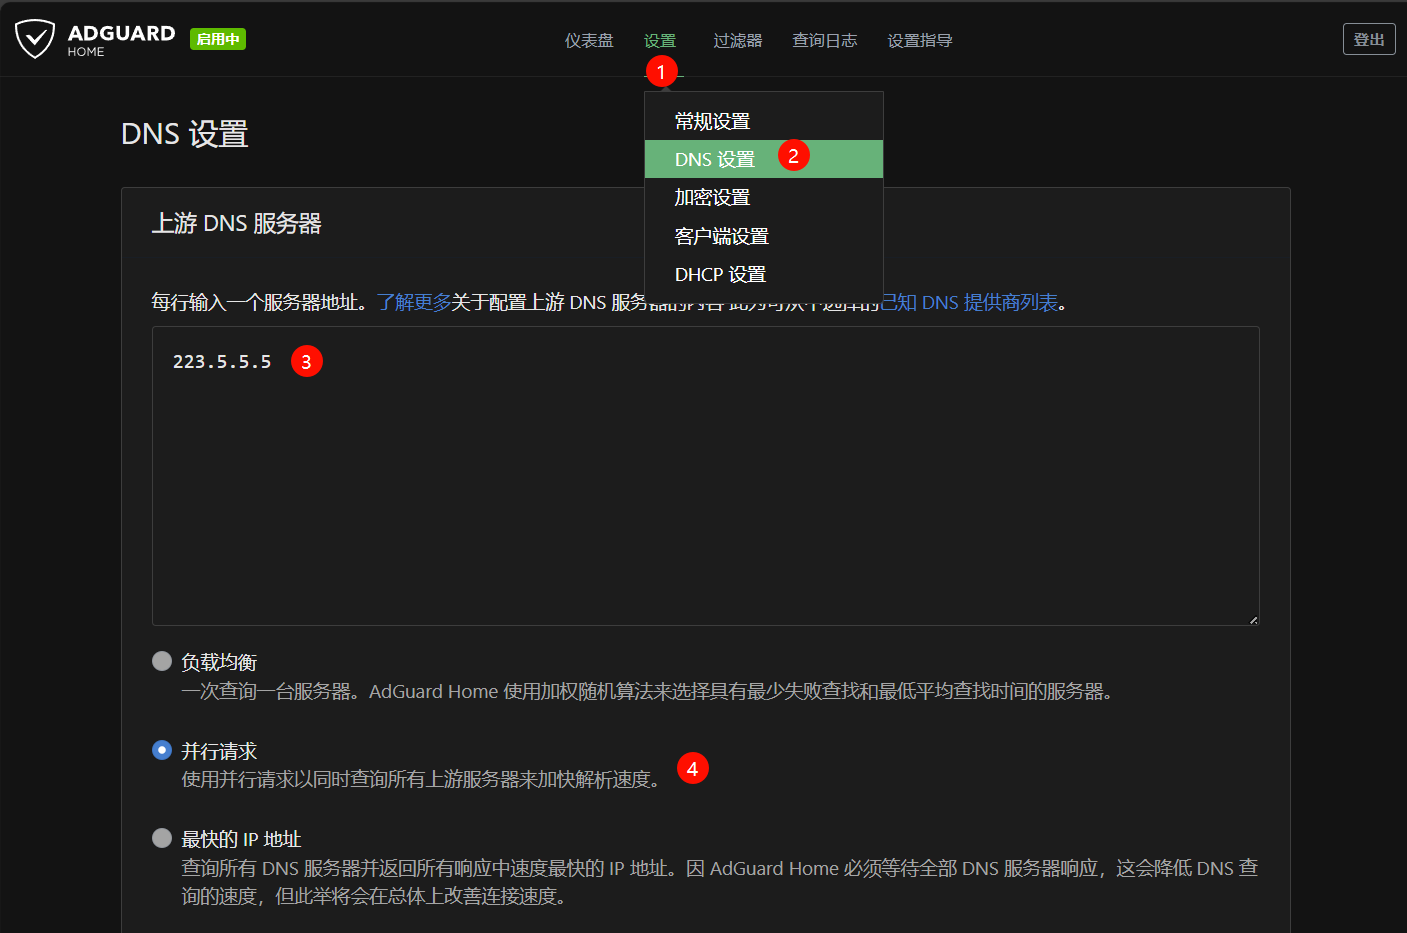 ADGUARD
HOME
启用中
仪表盘
设置
过滤器
查询日志
设置指导
登出
1
常规设置
DNS 设置
2
加密设置
客户端设置
DHCP 设置
DNS 设置
上游 DNS 服务器
每行输入一个服务器地址。了解更多关于配置上游 DNS 服务器的内容 此为可从中选择的已知 DNS 提供商列表。
223.5.5.5
3
负载均衡
一次查询一台服务器。AdGuard Home 使用加权随机算法来选择具有最少失败查找和最低平均查找时间的服务器。
并行请求
使用并行请求以同时查询所有上游服务器来加快解析速度。
4
最快的 IP 地址
查询所有 DNS 服务器并返回所有响应中速度最快的 IP 地址。因 AdGuard Home 必须等待全部 DNS 服务器响应，这会降低 DNS 查
询的速度，但此举将会在总体上改善连接速度。